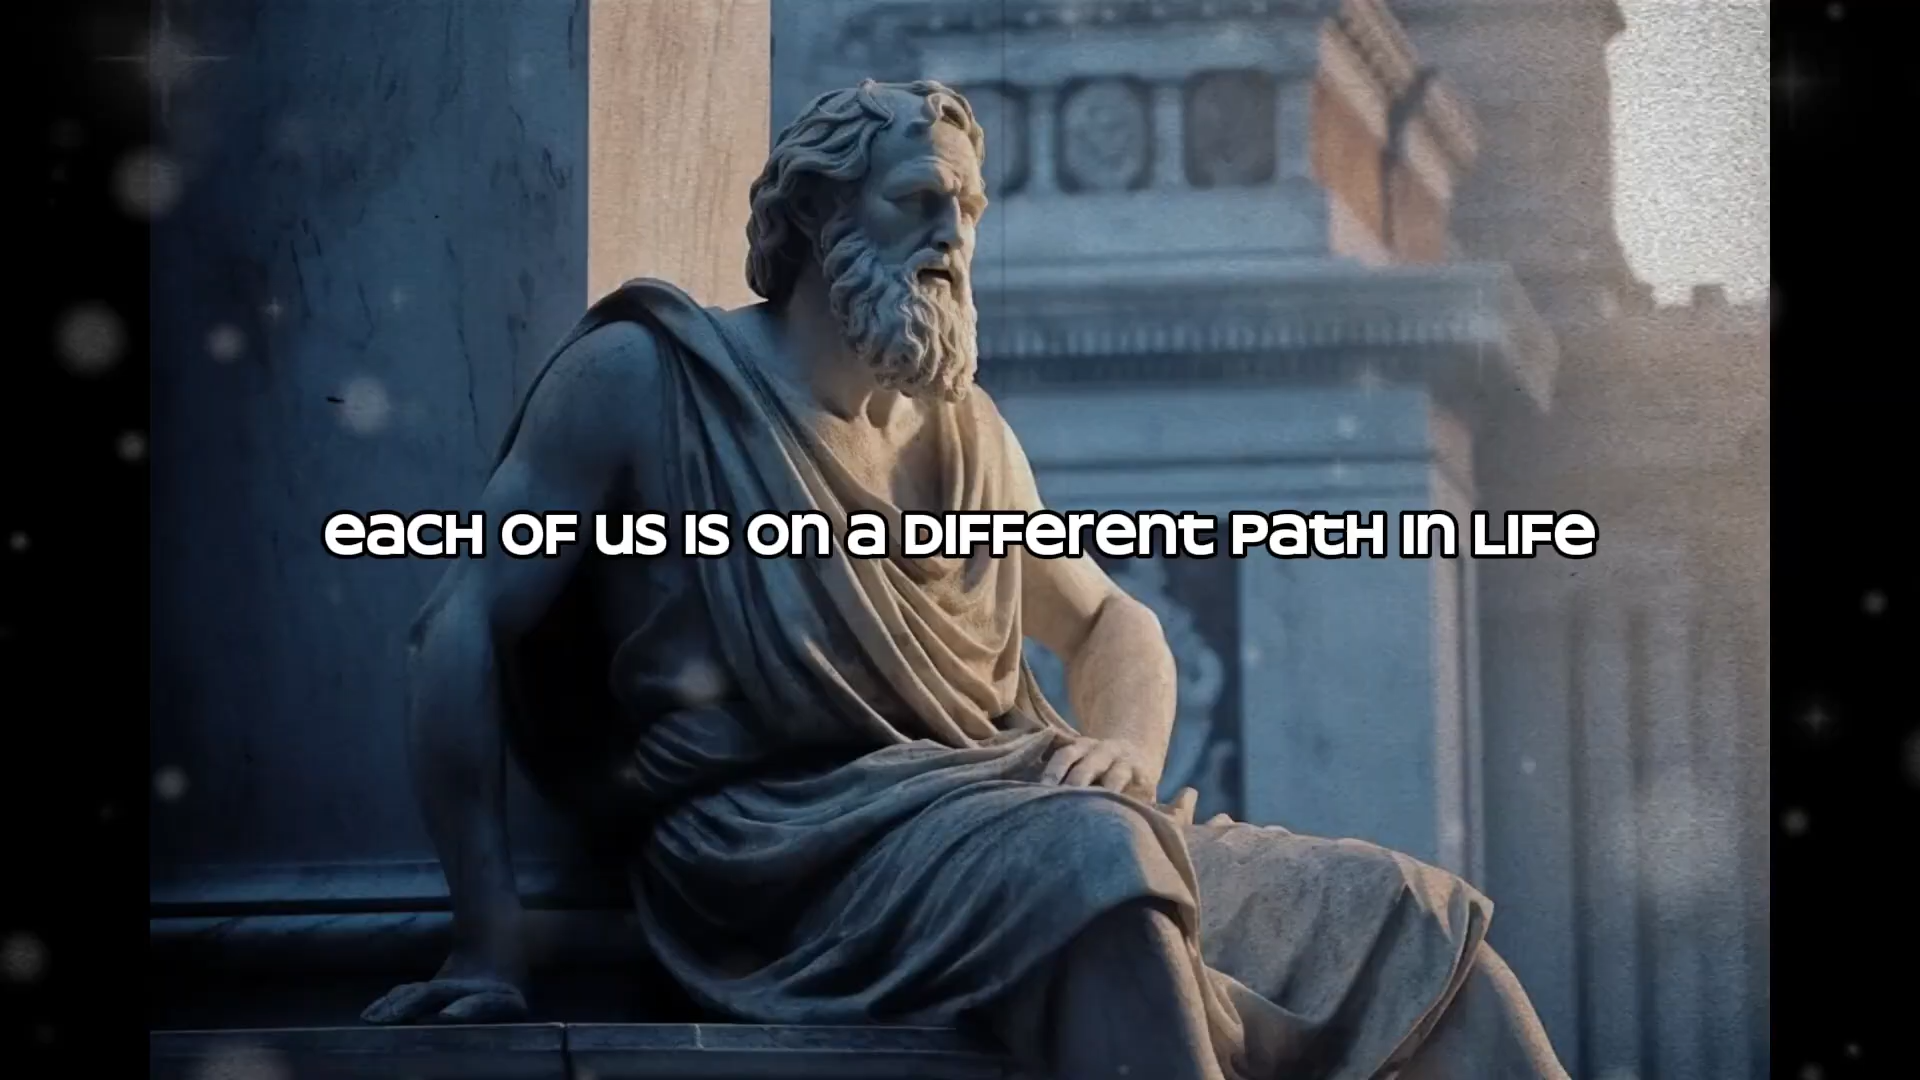 each of us is on a different path in life